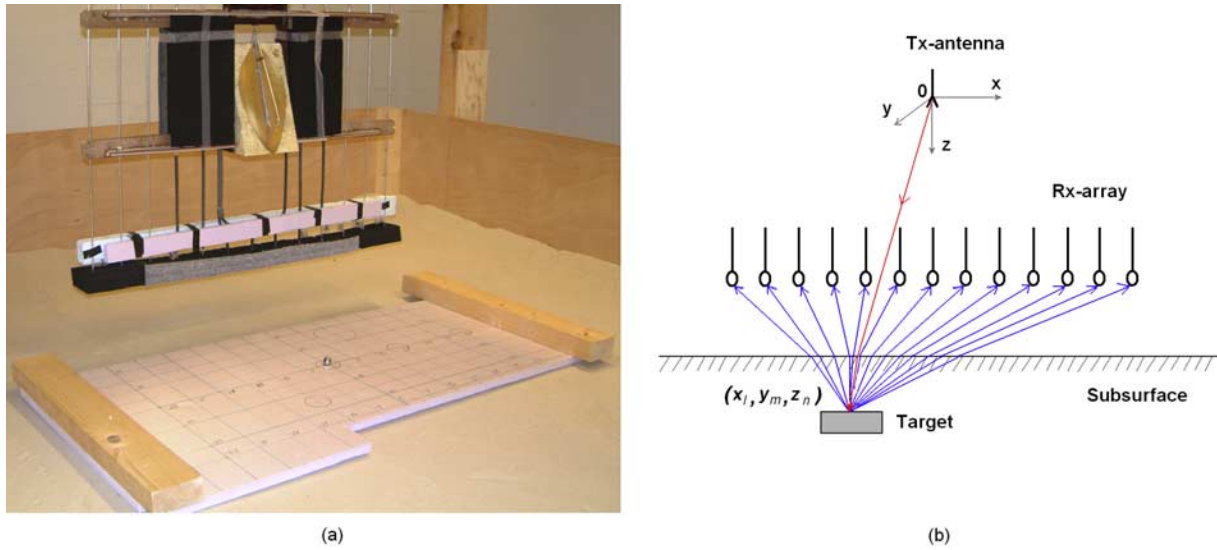 Tx-antenna
0
x
y
z
Rx-array
(x_l, y_m, z_n)
Subsurface
Target
(a)
(b)